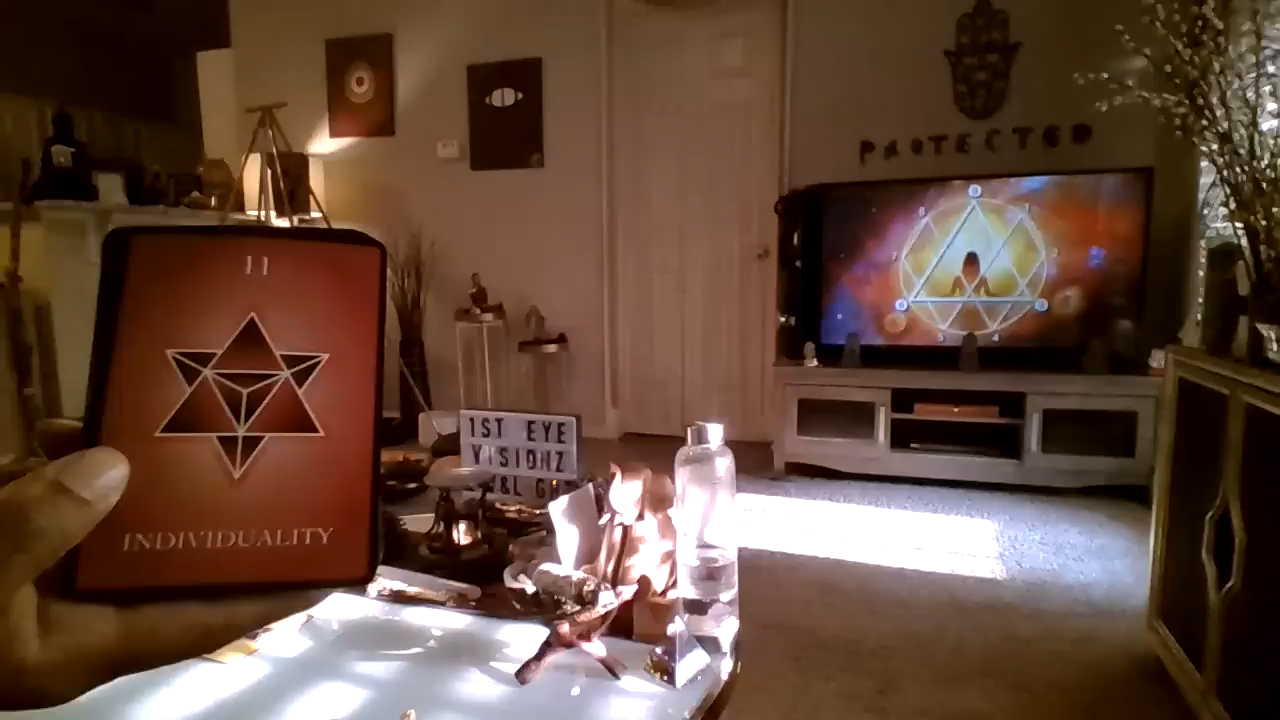 11
INDIVIDUALITY
1ST EYE
VISIONZ
PROTECTED